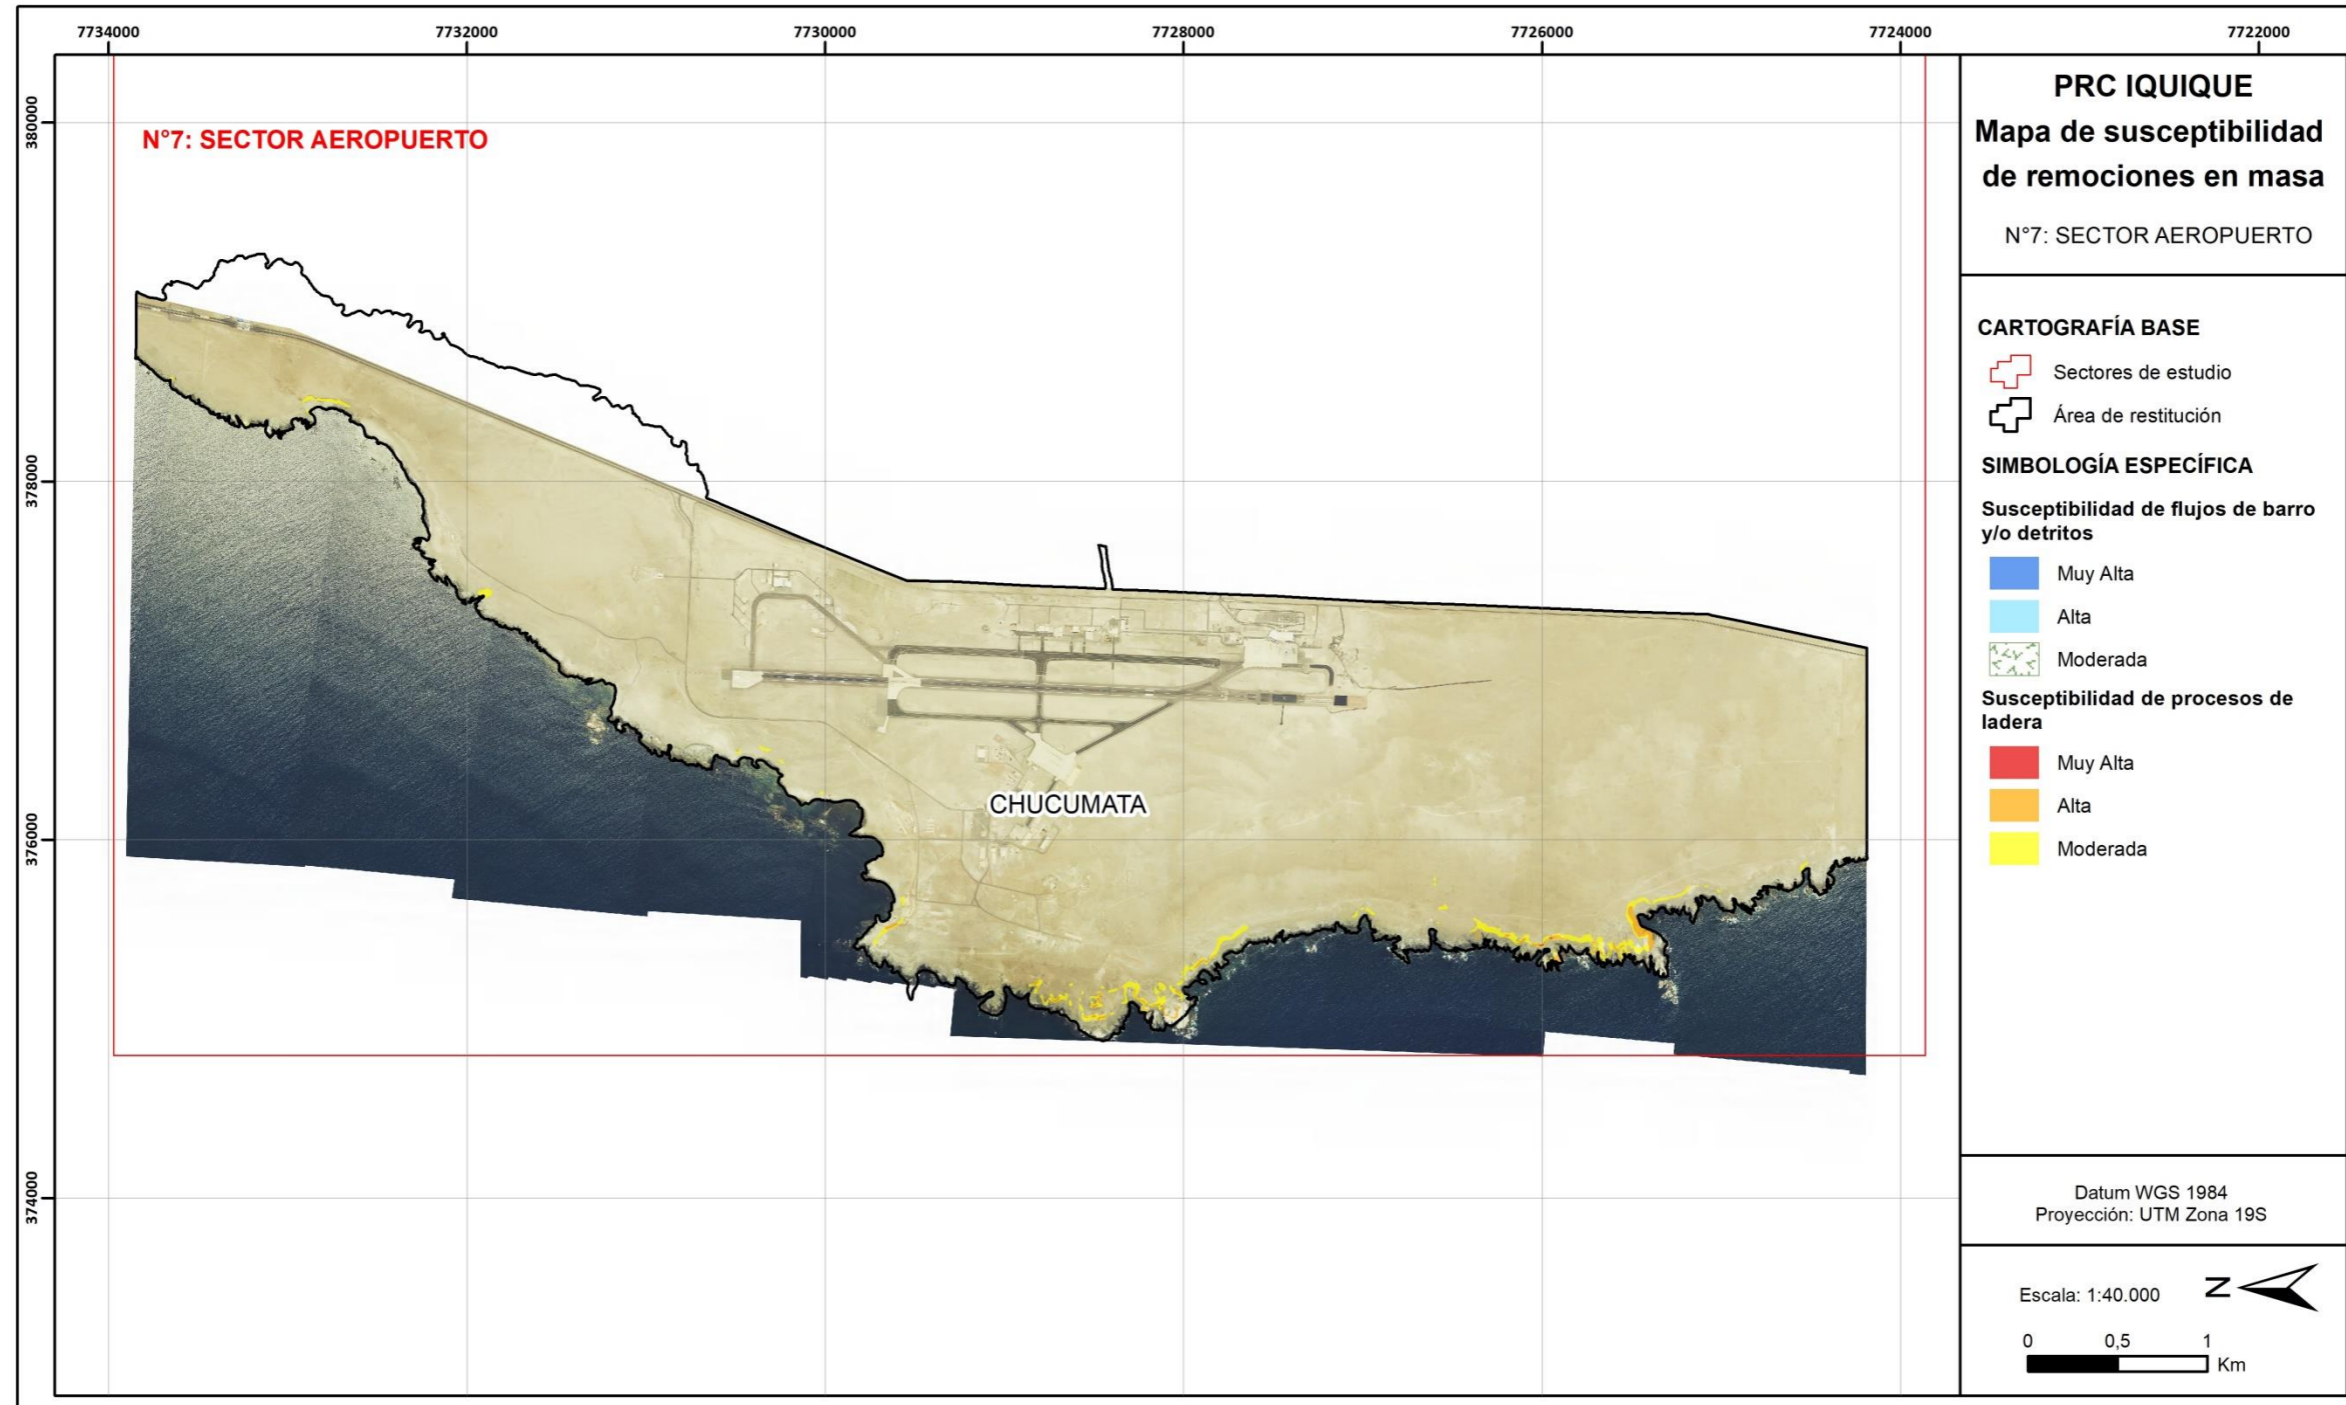 7734000 7732000 7730000 7728000 7726000 7724000 7722000
380000
378000
376000
374000
N°7: SECTOR AEROPUERTO
CHUCUMATA
PRC IQUIQUE
Mapa de susceptibilidad
de remociones en masa
N°7: SECTOR AEROPUERTO
CARTOGRAFÍA BASE
Sectores de estudio
Área de restitución
SIMBOLOGÍA ESPECÍFICA
Susceptibilidad de flujos de barro
y/o detritos
Muy Alta
Alta
Moderada
Susceptibilidad de procesos de
ladera
Muy Alta
Alta
Moderada
Datum WGS 1984
Proyección: UTM Zona 19S
Escala: 1:40.000
N
0 0,5 1
Km